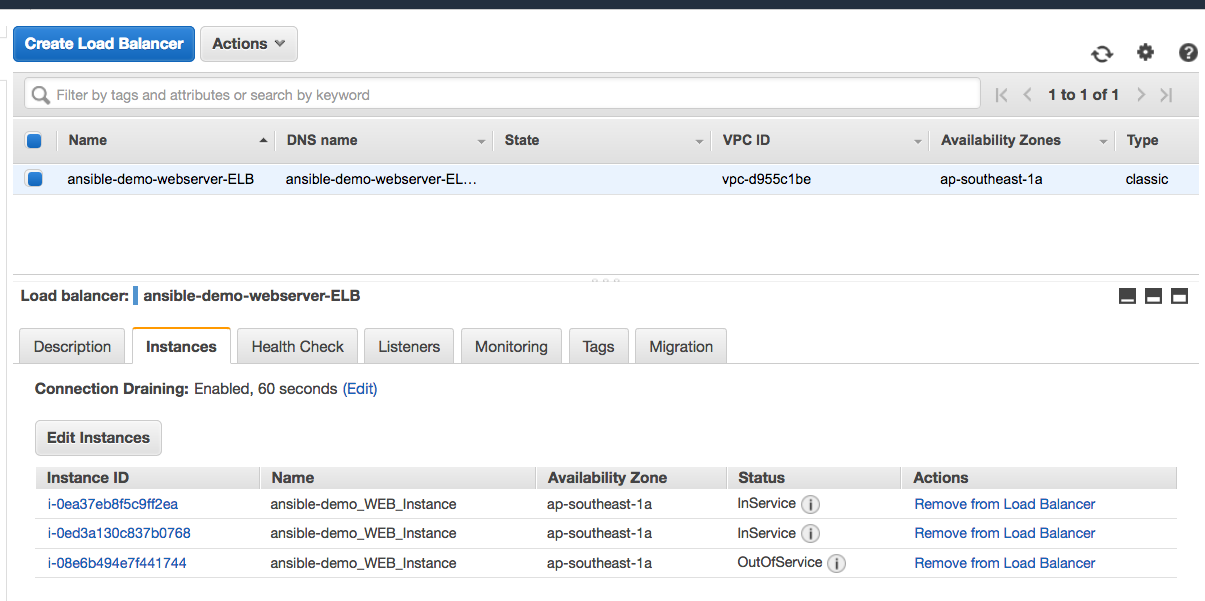 Create Load Balancer Actions
Filter by tags and attributes or search by keyword 1 to 1 of 1
Name DNS name State VPC ID Availability Zones Type
ansible-demo-webserver-ELB ansible-demo-webserver-EL... vpc-d955c1be ap-southeast-1a classic
Load balancer: ansible-demo-webserver-ELB
Description Instances Health Check Listeners Monitoring Tags Migration
Connection Draining: Enabled, 60 seconds (Edit)
Edit Instances
Instance ID Name Availability Zone Status Actions
i-0ea37eb8f5c9ff2ea ansible-demo_WEB_Instance ap-southeast-1a InService i Remove from Load Balancer
i-0ed3a130c837b0768 ansible-demo_WEB_Instance ap-southeast-1a InService i Remove from Load Balancer
i-08e6b494e7f441744 ansible-demo_WEB_Instance ap-southeast-1a OutOfService i Remove from Load Balancer